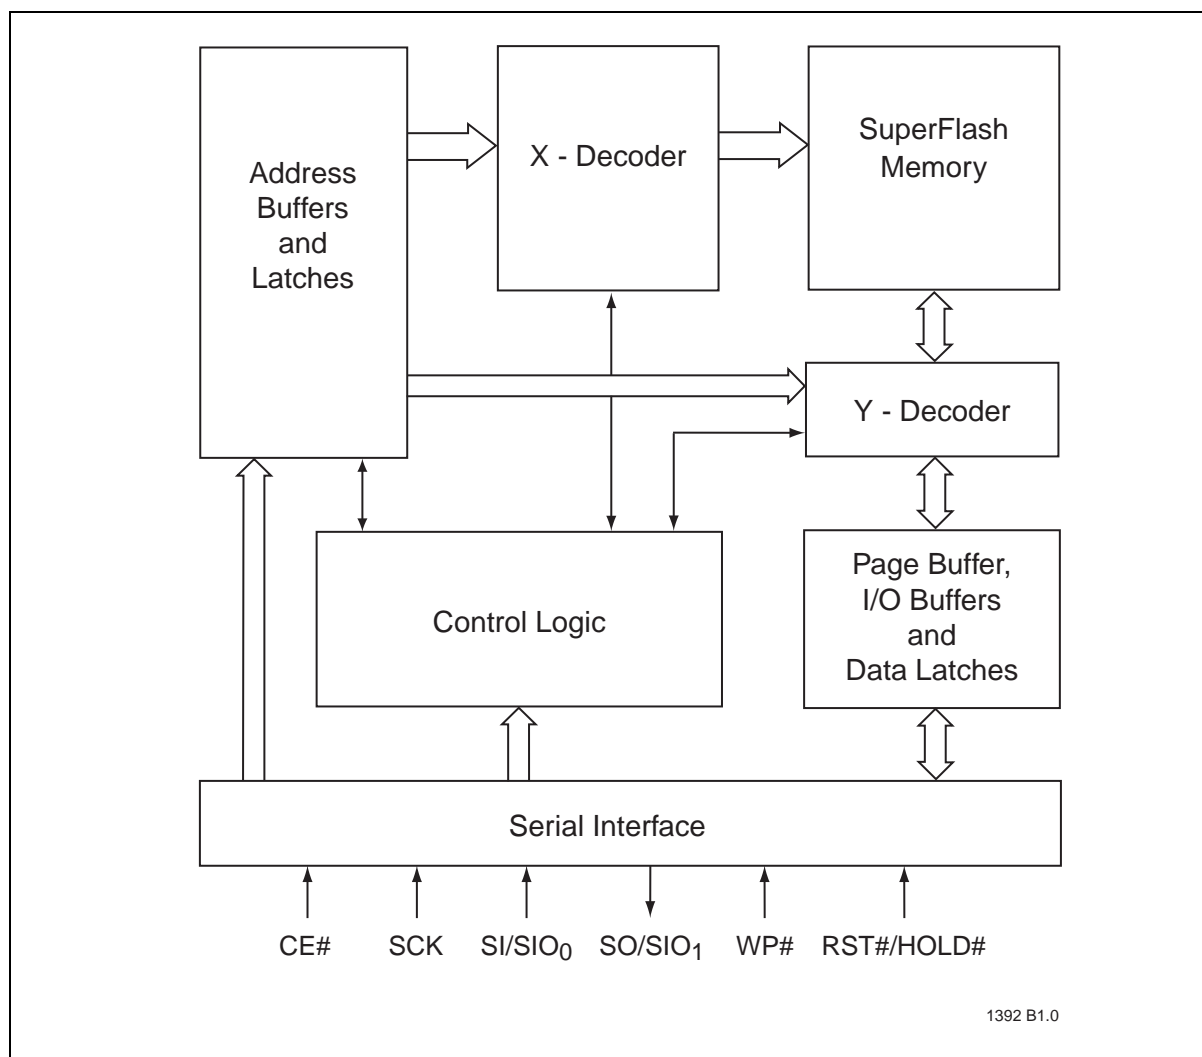 Address
Buffers
and
Latches
X - Decoder
SuperFlash
Memory
Y - Decoder
Control Logic
Page Buffer,
I/O Buffers
and
Data Latches
Serial Interface
CE# SCK SI/SIO0 SO/SIO1 WP# RST#/HOLD#
1392 B1.0